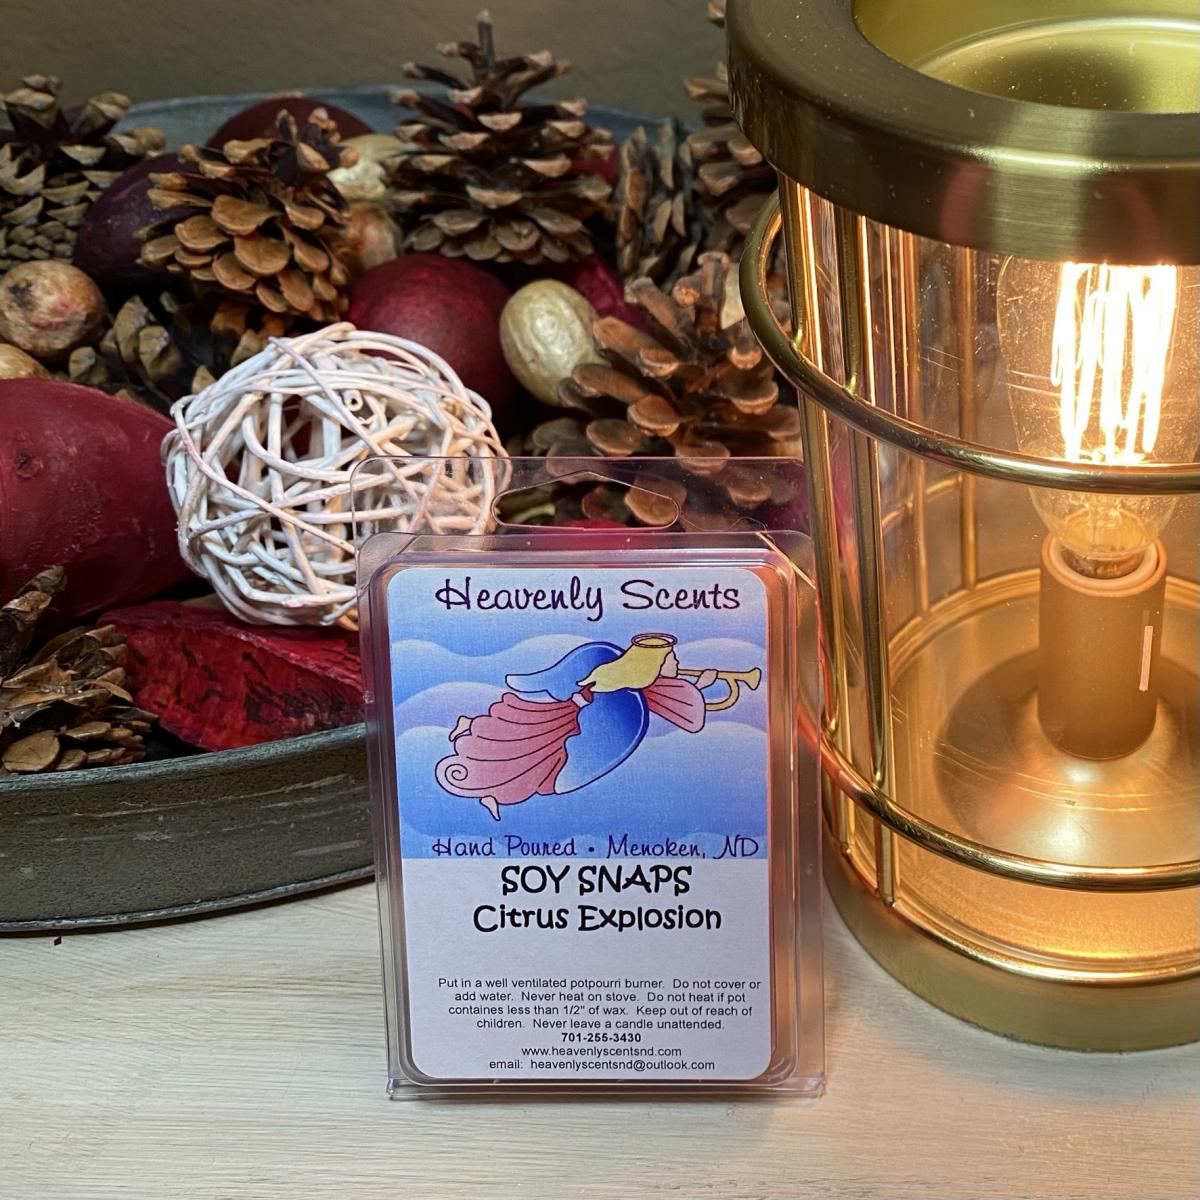 Heavenly Scents
Hand Poured • Menoken, ND
SOY SNAPS
Citrus Explosion
Put in a well ventilated potpourri burner. Do not cover or
add water. Never heat on stove. Do not heat if pot
containes less than 1/2" of wax. Keep out of reach of
children. Never leave a candle unattended.
701-255-3430
www.heavenlyscentsnd.com
email: heavenlyscentsnd@outlook.com